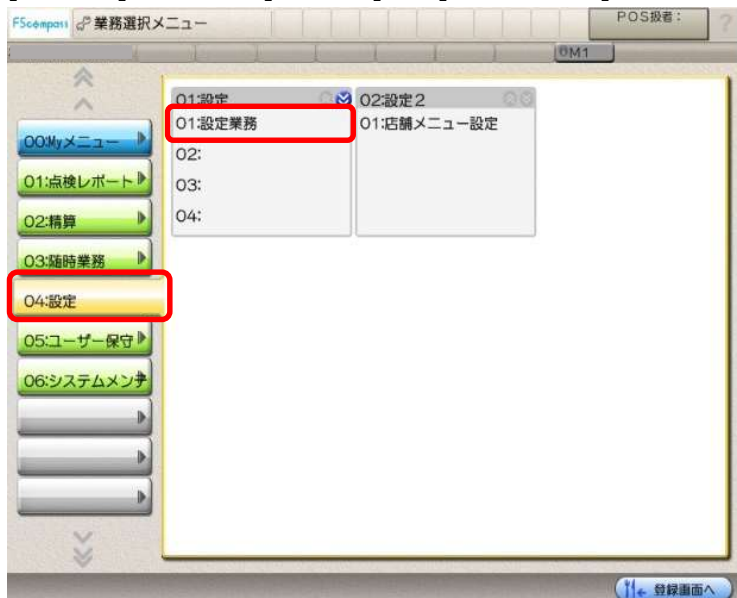 FScompass 業務選択メニュー
POS扱者：
?
0M1
01:設定
02:設定2
01:設定業務
01:店舗メニュー設定
02:
03:
04:
00:Myメニュー
01:点検レポート
02:精算
03:随時業務
04:設定
05:ユーザー保守
06:システムメンテ
登録画面へ